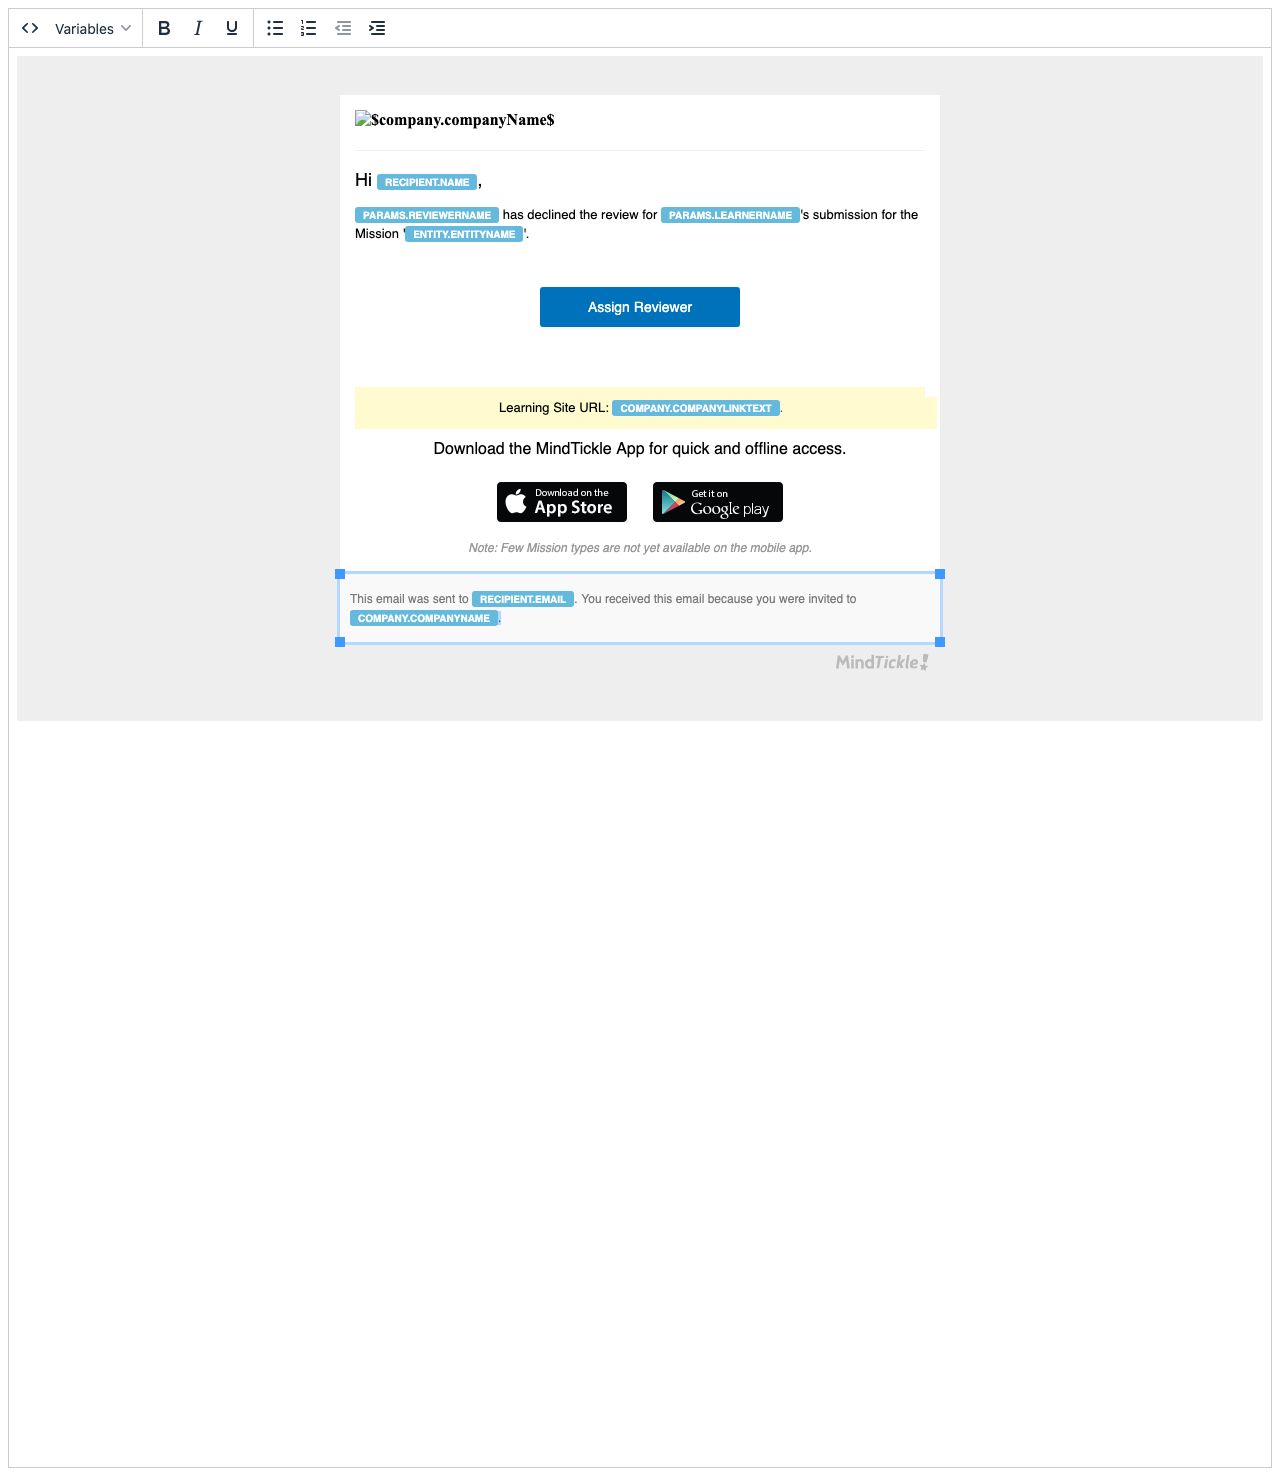 Variables B I U
$company.companyName$
Hi RECIPIENT.NAME,
PARAMS.REVIEWERNAME has declined the review for PARAMS.LEARNERNAME's submission for the
Mission 'ENTITY.ENTITYNAME'.
Assign Reviewer
Learning Site URL: COMPANY.COMPANYLINKTEXT.
Download the MindTickle App for quick and offline access.
Download on the
App Store
Get it on
Google play
Note: Few Mission types are not yet available on the mobile app.
This email was sent to RECIPIENT.EMAIL. You received this email because you were invited to
COMPANY.COMPANYNAME.
MindTickle!